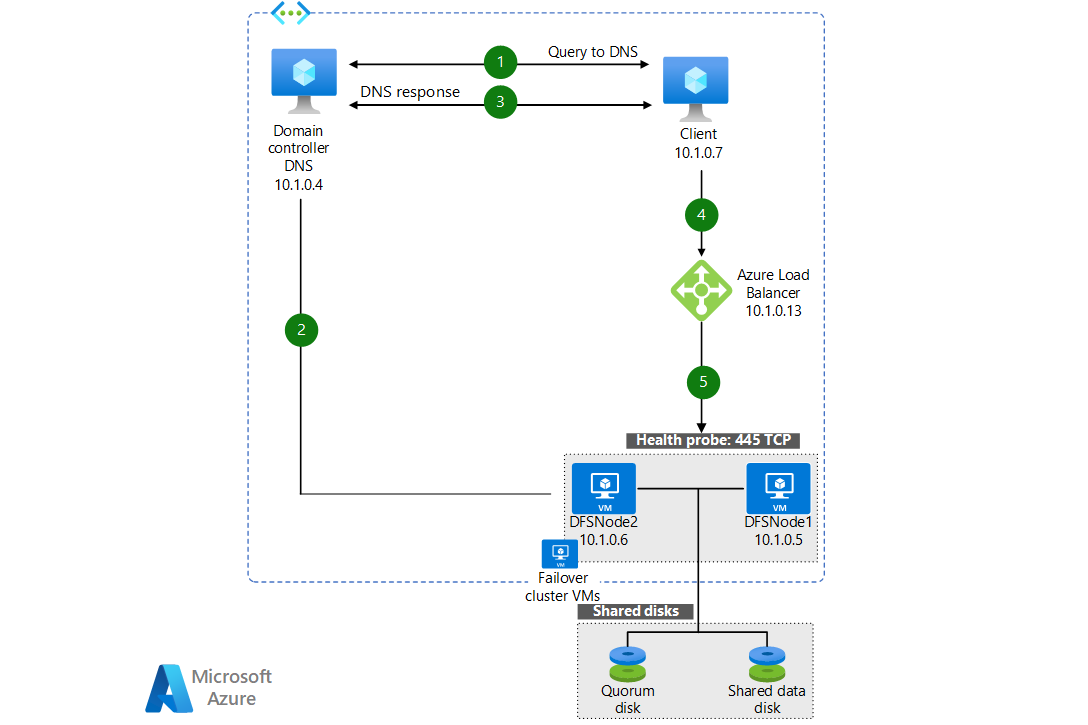 1
Query to DNS
DNS response
3
Domain
controller
DNS
10.1.0.4
Client
10.1.0.7
4
Azure Load
Balancer
10.1.0.13
2
5
Health probe: 445 TCP
VM
DFSNode2
10.1.0.6
VM
DFSNode1
10.1.0.5
VM
Failover
cluster VMs
Shared disks
Quorum
disk
Shared data
disk
Microsoft
Azure